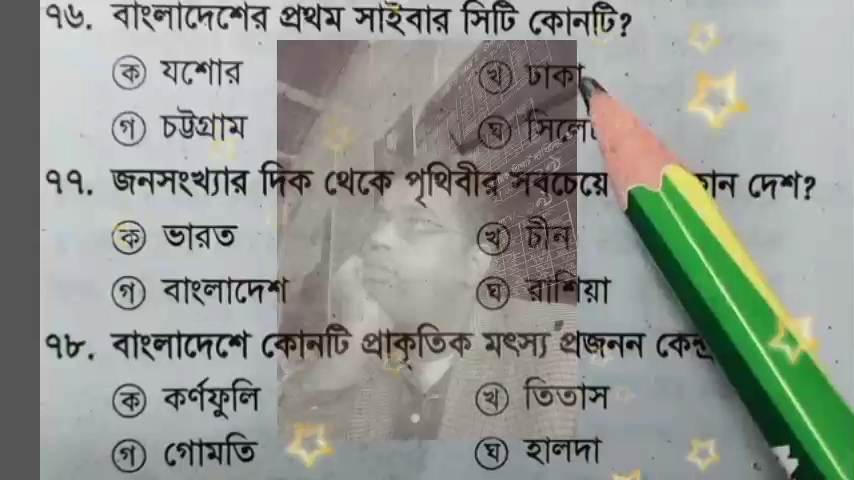 ৭৬. বাংলাদেশের প্রথম সাইবার সিটি কোনটি?
ক যশোর খ ঢাকা
গ চট্টগ্রাম ঘ
৭৭. জনসংখ্যার দিক থেকে পৃথিবীর সবচেয়ে দেশ?
ক ভারত খ চীন
গ বাংলাদেশ ঘ রাশিয়া
৭৮. বাংলাদেশে কোনটি প্রাকৃতিক মৎস্য প্রজনন
ক কর্ণফুলি খ তিতাস
গ গোমতি ঘ হালদা